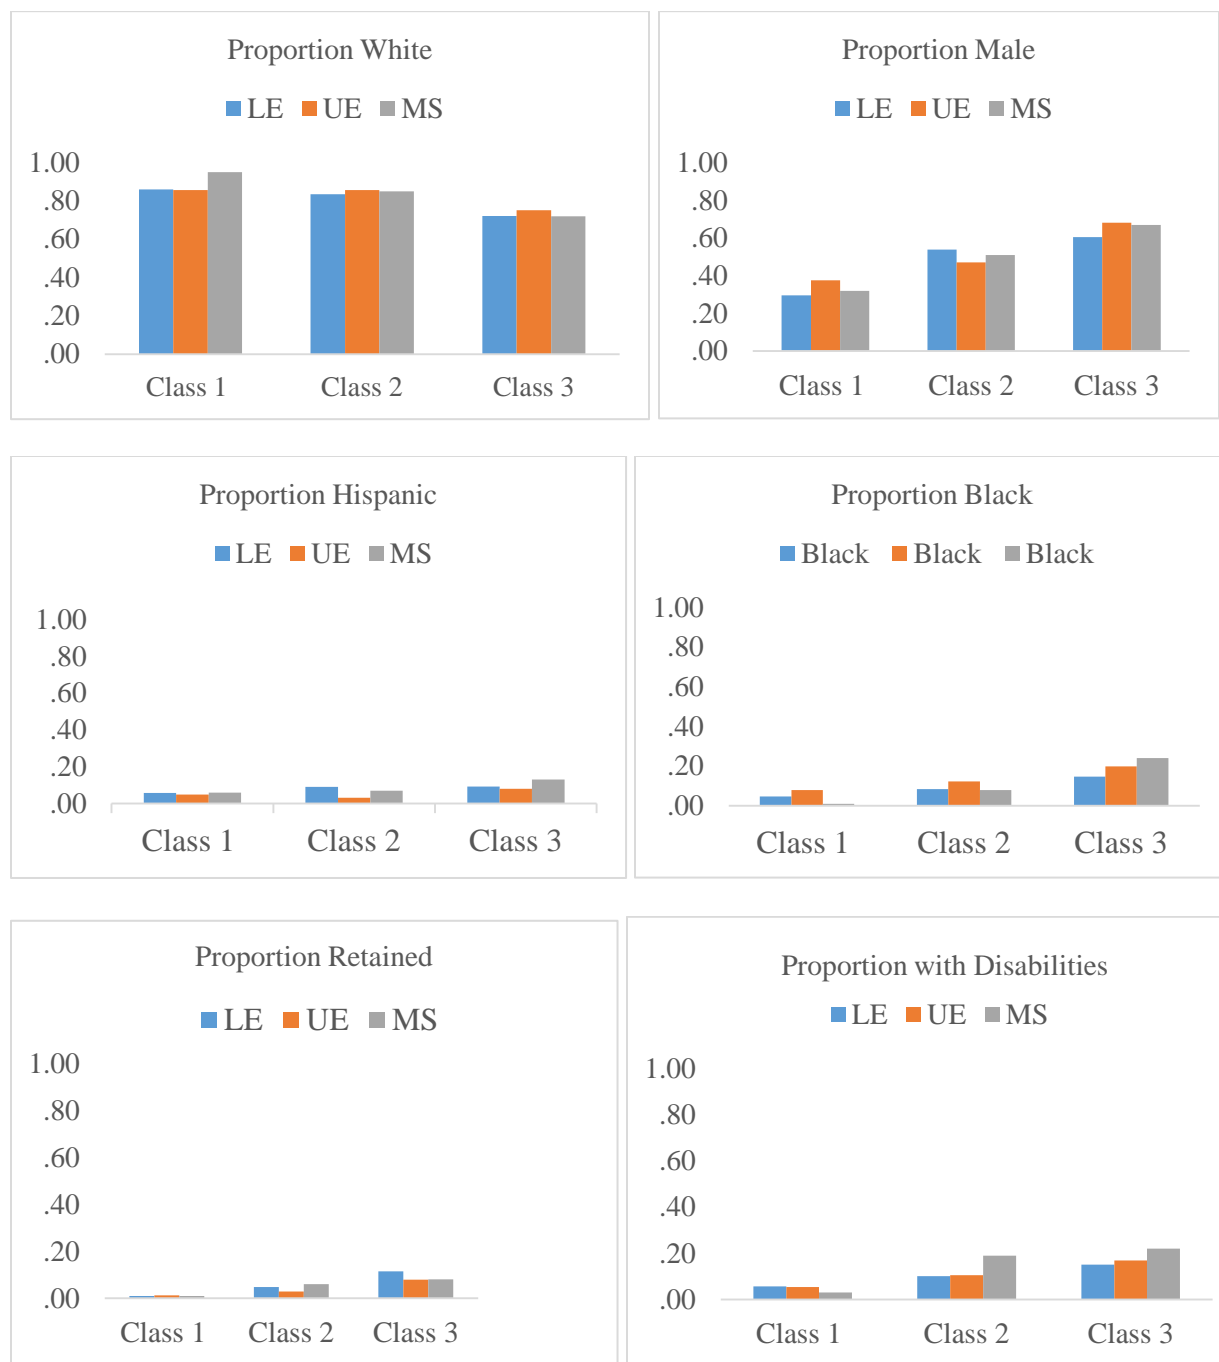 Proportion White
LE UE MS
1.00
.80
.60
.40
.20
.00
Class 1 Class 2 Class 3
Proportion Male
LE UE MS
1.00
.80
.60
.40
.20
.00
Class 1 Class 2 Class 3
Proportion Hispanic
LE UE MS
1.00
.80
.60
.40
.20
.00
Class 1 Class 2 Class 3
Proportion Black
Black Black Black
1.00
.80
.60
.40
.20
.00
Class 1 Class 2 Class 3
Proportion Retained
LE UE MS
1.00
.80
.60
.40
.20
.00
Class 1 Class 2 Class 3
Proportion with Disabilities
LE UE MS
1.00
.80
.60
.40
.20
.00
Class 1 Class 2 Class 3